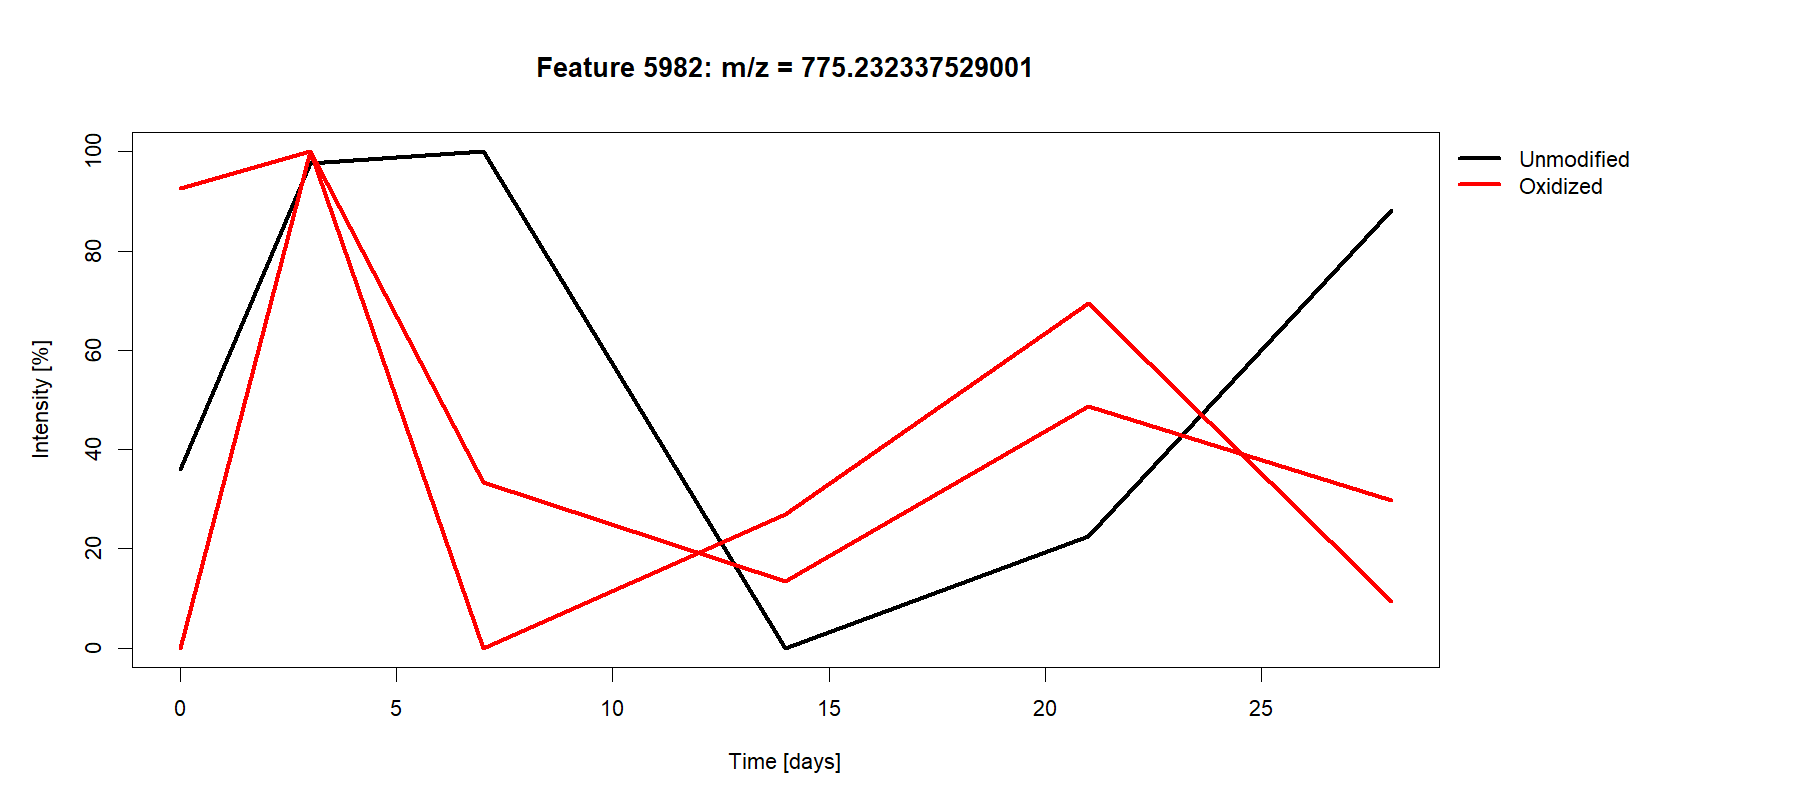 Feature 5982: m/z = 775.232337529001
Unmodified
Oxidized
Intensity [%]
100
80
60
40
20
0
0 5 10 15 20 25
Time [days]